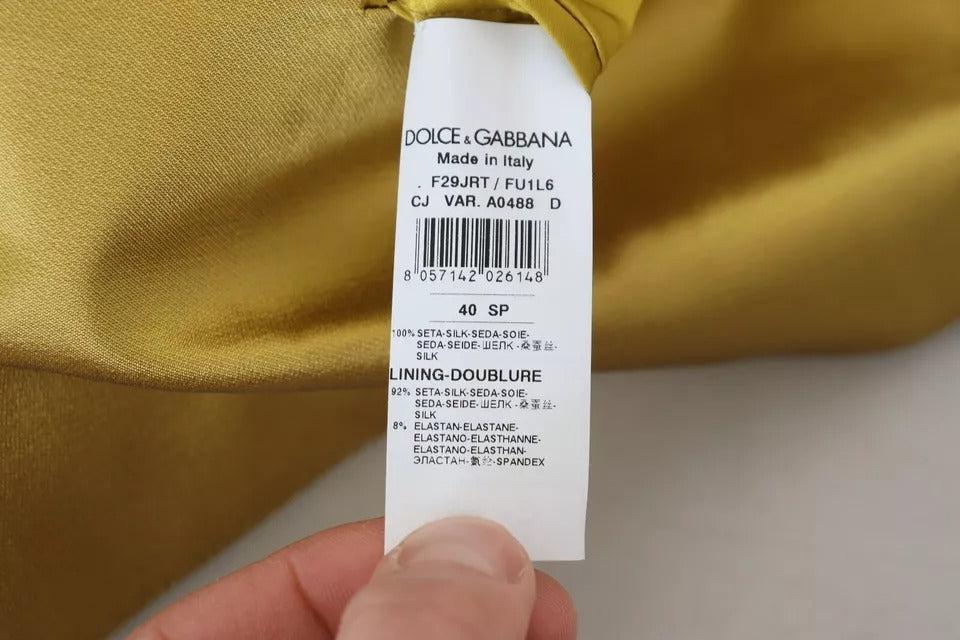 DOLCE & GABBANA
Made in Italy
. F29JRT / FU1L6
CJ VAR. A0488 D
8 057142 026148
40 SP
100% SETA-SILK-SEDA-SOIE-
SEDA-SEIDE-ШЕЛК-桑蚕丝-
SILK
LINING-DOUBLURE
92% SETA-SILK-SEDA-SOIE-
SEDA-SEIDE-ШЕЛК-桑蚕丝-
SILK
8% ELASTAN-ELASTANE-
ELASTANO-ELASTHANNE-
ELASTANO-ELASTHAN-
ЭЛАСТАН-氨纶-SPANDEX